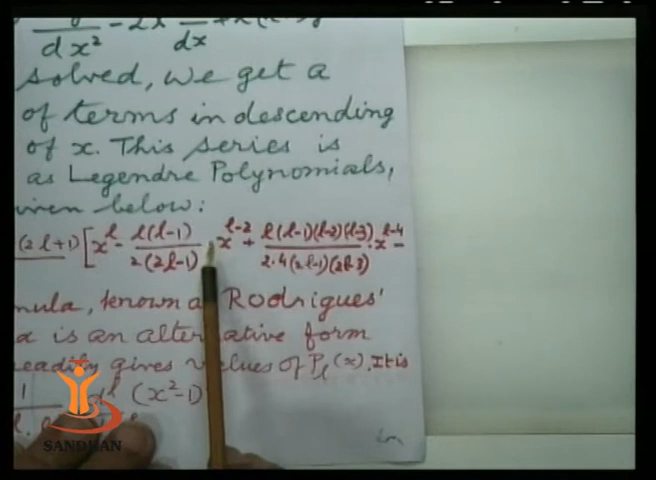 dx² - 2x dx
solved, we get a
of terms in descending
of x. This series is
as Legendre Polynomials,
given below:
(2l+1) [x^l - l(l-1)/2(2l-1) · x^l-2 + l(l-1)(l-2)(l-3)/2·4(2l-1)(2l-3) · x^l-4 -
mula, known as Rodrigues'
is an alternative form
readily gives values of P_l(x). It is
1 d^l (x²-1)
SANDHAN